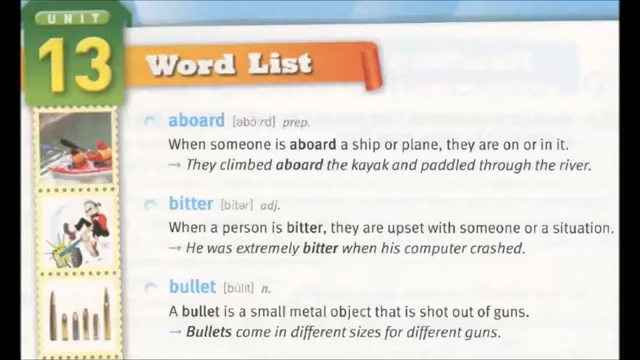 UNIT
13
Word List
aboard [əbɔ́ːrd] prep.
When someone is aboard a ship or plane, they are on or in it.
→ They climbed aboard the kayak and paddled through the river.
bitter [bítər] adj.
When a person is bitter, they are upset with someone or a situation.
→ He was extremely bitter when his computer crashed.
bullet [búlit] n.
A bullet is a small metal object that is shot out of guns.
→ Bullets come in different sizes for different guns.